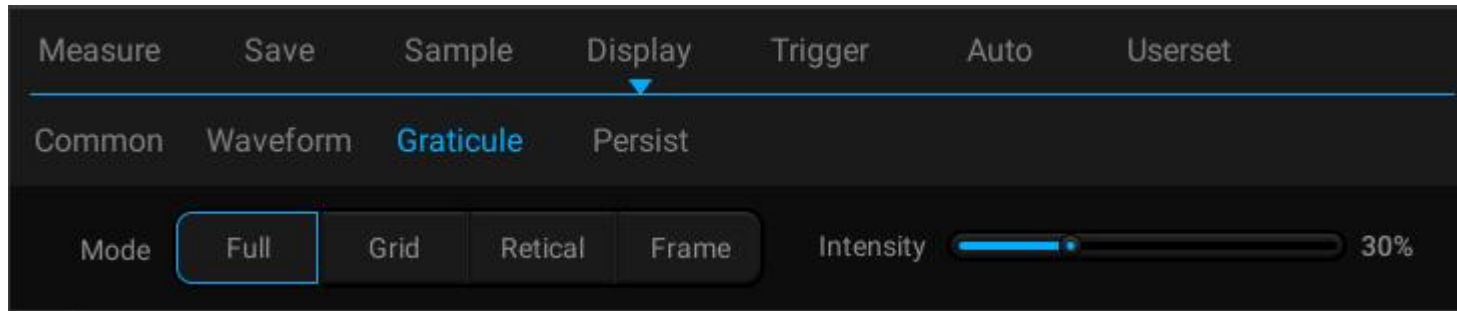 Measure Save Sample Display Trigger Auto Userset
Common Waveform Graticule Persist
Mode Full Grid Retical Frame Intensity 30%